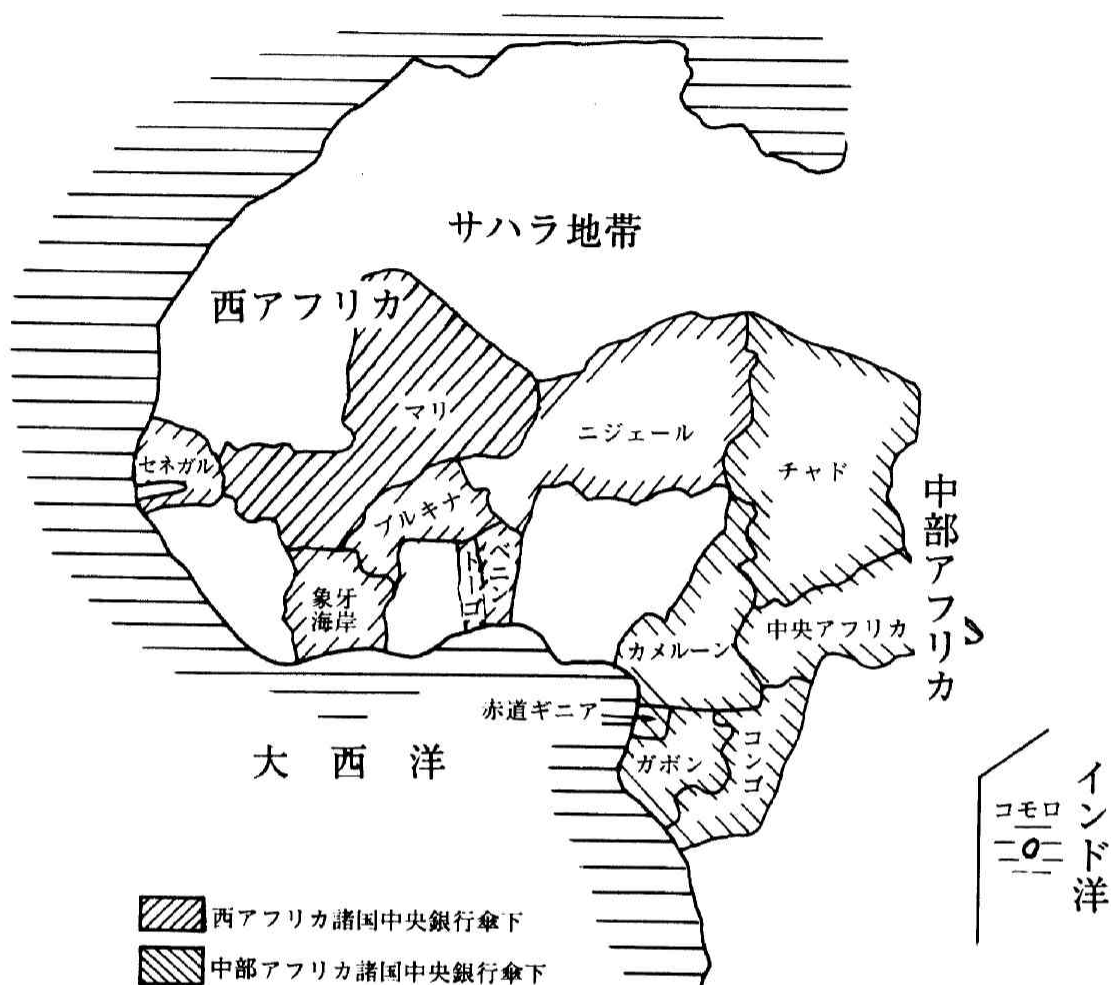 サハラ地帯
西アフリカ
マリ
ニジェール
チャド
セネガル
ブルキナ
トーゴ
ベニン
象牙
海岸
中部アフリカ
中央アフリカ
カメルーン
赤道ギニア
ガボン
コンゴ
大西洋
インド洋
コモロ
西アフリカ諸国中央銀行傘下
中部アフリカ諸国中央銀行傘下